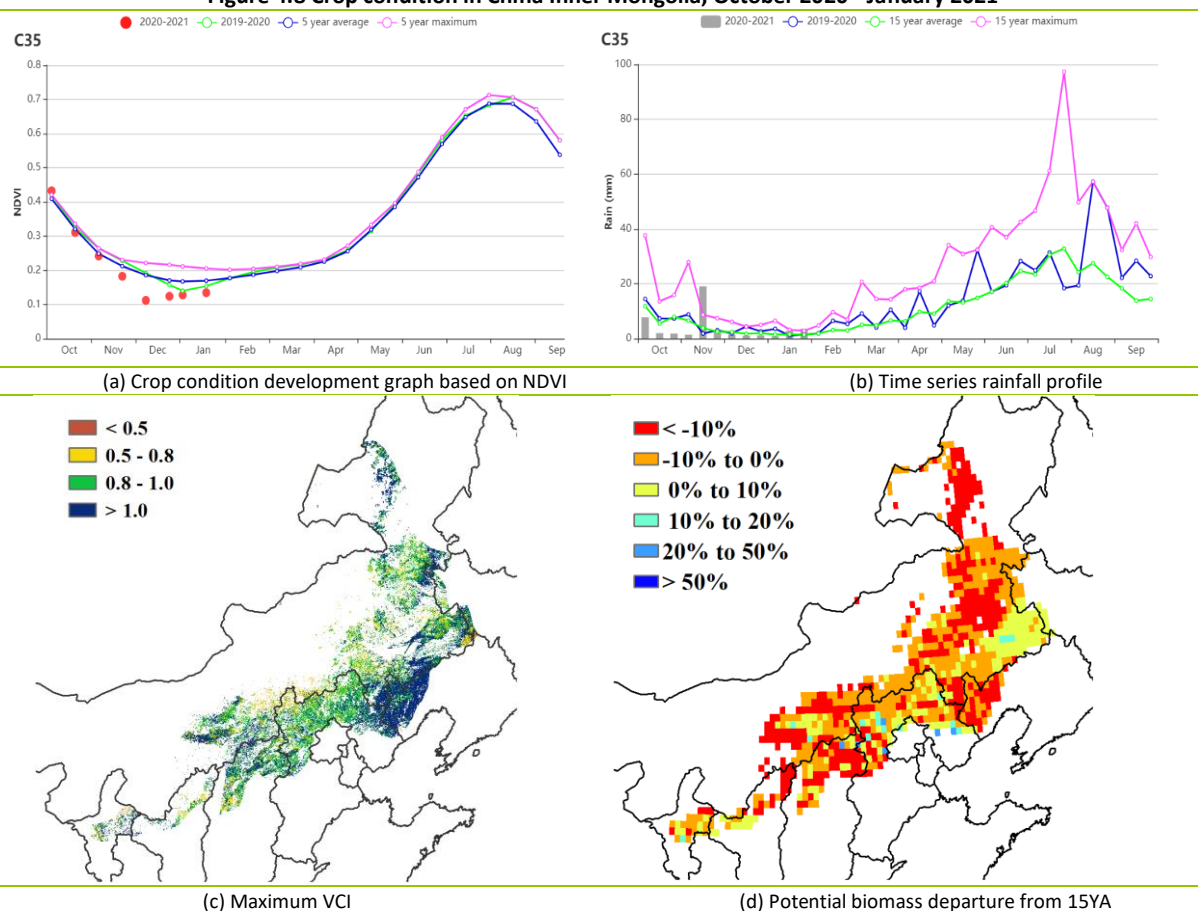 Figure 4.8 Crop condition in China Inner Mongolia, October 2020 - January 2021
2020-2021 2019-2020 5 year average 5 year maximum
C35
0.8
0.7
0.6
0.5
0.4
0.3
0.2
0.1
0
NDVI
Oct Nov Dec Jan Feb Mar Apr May Jun Jul Aug Sep
2020-2021 2019-2020 15 year average 15 year maximum
C35
100
80
60
40
20
0
Rain (mm)
Oct Nov Dec Jan Feb Mar Apr May Jun Jul Aug Sep
(a) Crop condition development graph based on NDVI
(b) Time series rainfall profile
< 0.5
0.5 - 0.8
0.8 - 1.0
> 1.0
< -10%
-10% to 0%
0% to 10%
10% to 20%
20% to 50%
> 50%
(c) Maximum VCI
(d) Potential biomass departure from 15YA